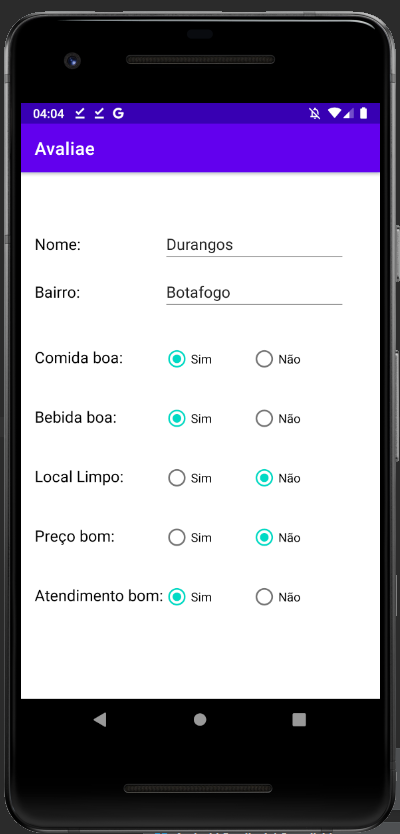 04:04 G
Avaliae
Nome: Durangos
Bairro: Botafogo
Comida boa: Sim Não
Bebida boa: Sim Não
Local Limpo: Sim Não
Preço bom: Sim Não
Atendimento bom: Sim Não